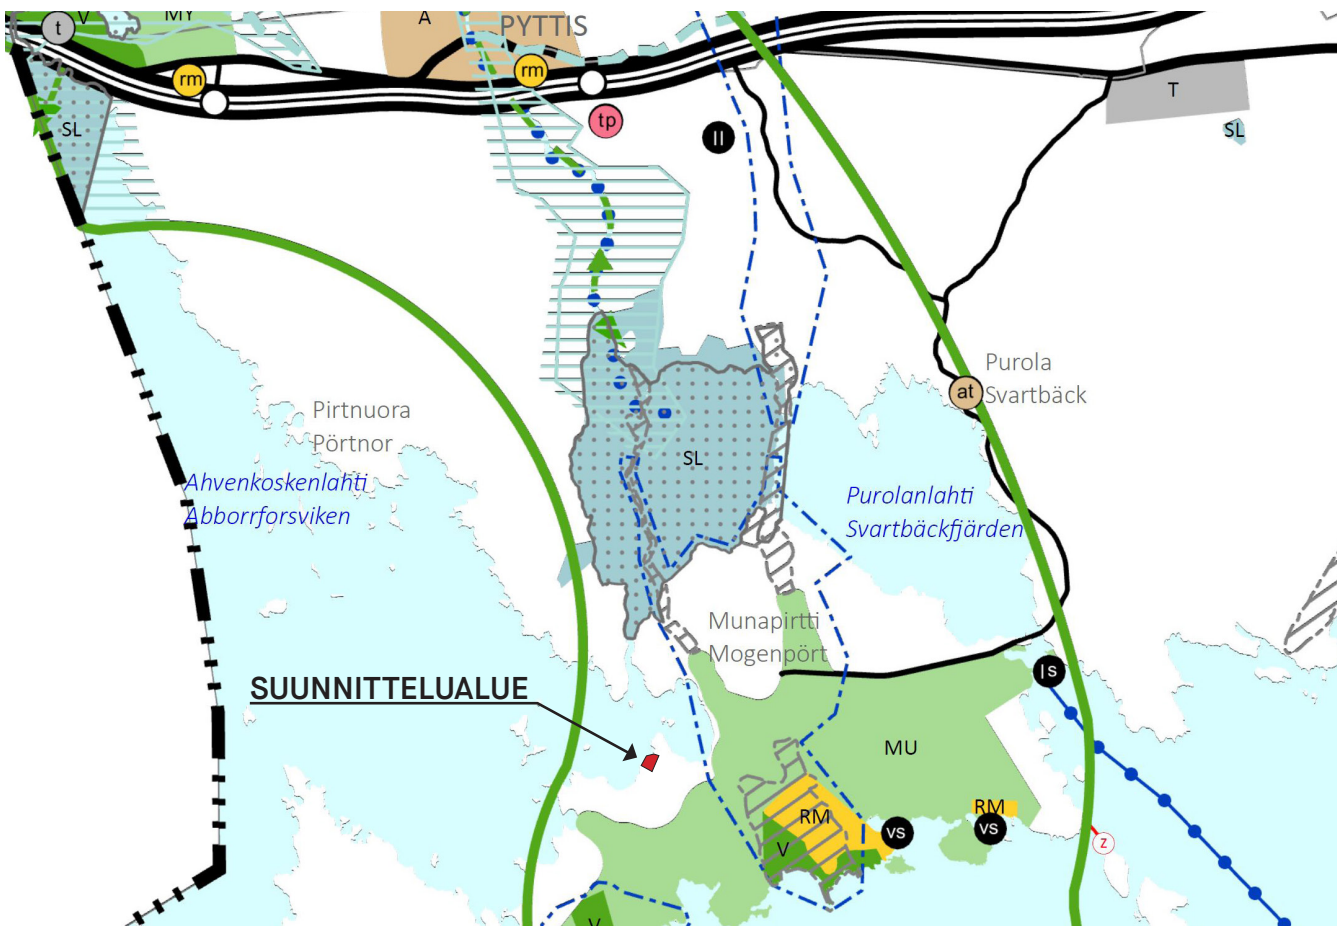 V
MY
A
PYTTIS
t
rm
rm
tp
ll
T
SL
SL
Purola
Svartbäck
at
Pirtnuora
Pörtnor
Ahvenkoskenlahti
Abborrforsviken
SL
Purolanlahti
Svartbäckfjärden
Munapirtti
Mogenpört
ls
SUUNNITTELUALUE
MU
RM
RM
vs
vs
V
z
V